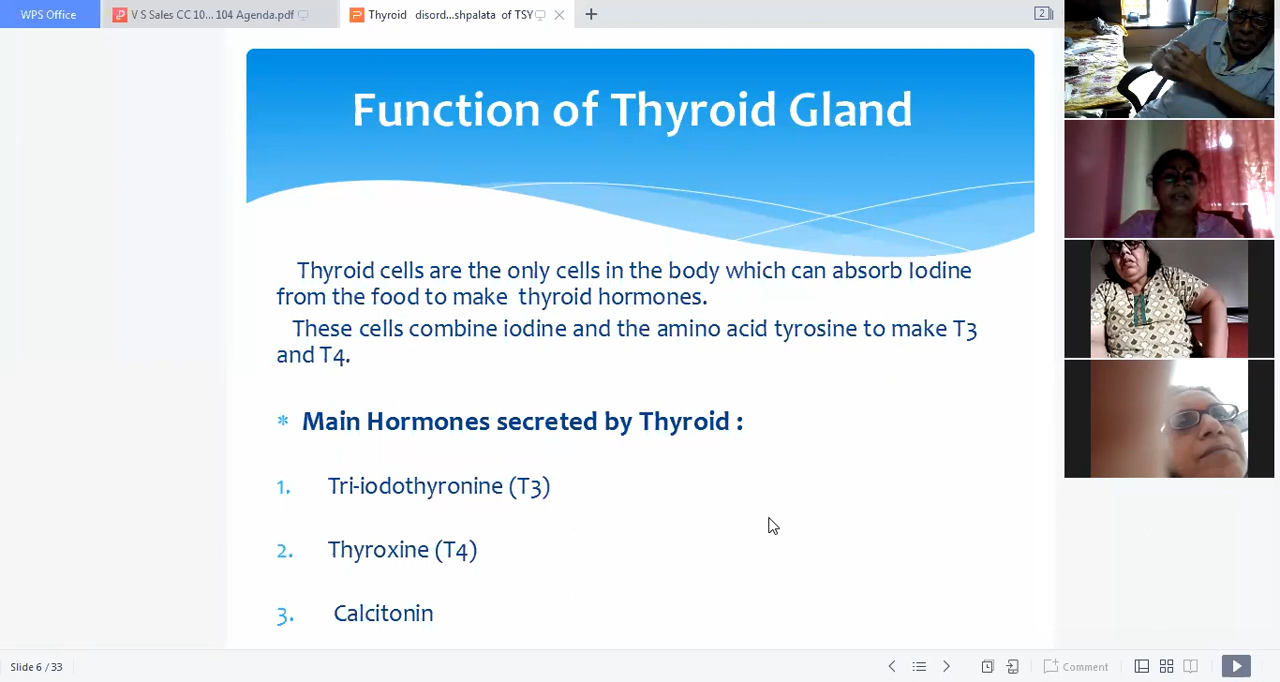 WPS Office
V S Sales CC 10... 104 Agenda.pdf
Thyroid disord...shpalata of TSY
2
Function of Thyroid Gland
Thyroid cells are the only cells in the body which can absorb Iodine
from the food to make thyroid hormones.
These cells combine iodine and the amino acid tyrosine to make T3
and T4.
* Main Hormones secreted by Thyroid :
1. Tri-iodothyronine (T3)
2. Thyroxine (T4)
3. Calcitonin
Slide 6 / 33
Comment